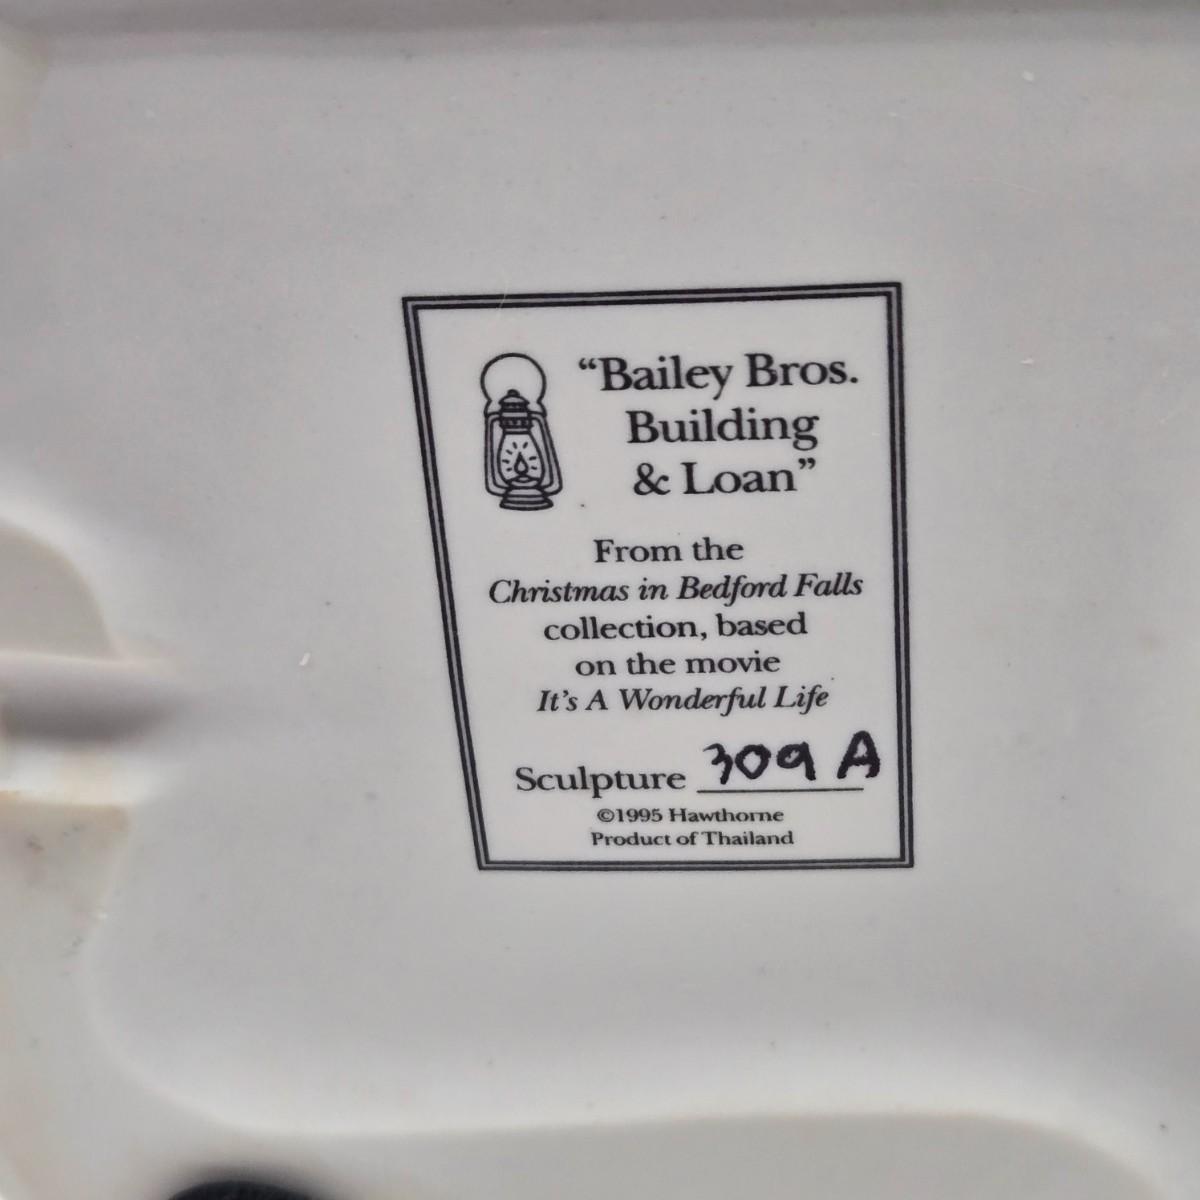 “Bailey Bros.
Building
& Loan”
From the
Christmas in Bedford Falls
collection, based
on the movie
It’s A Wonderful Life
Sculpture 309 A
©1995 Hawthorne
Product of Thailand